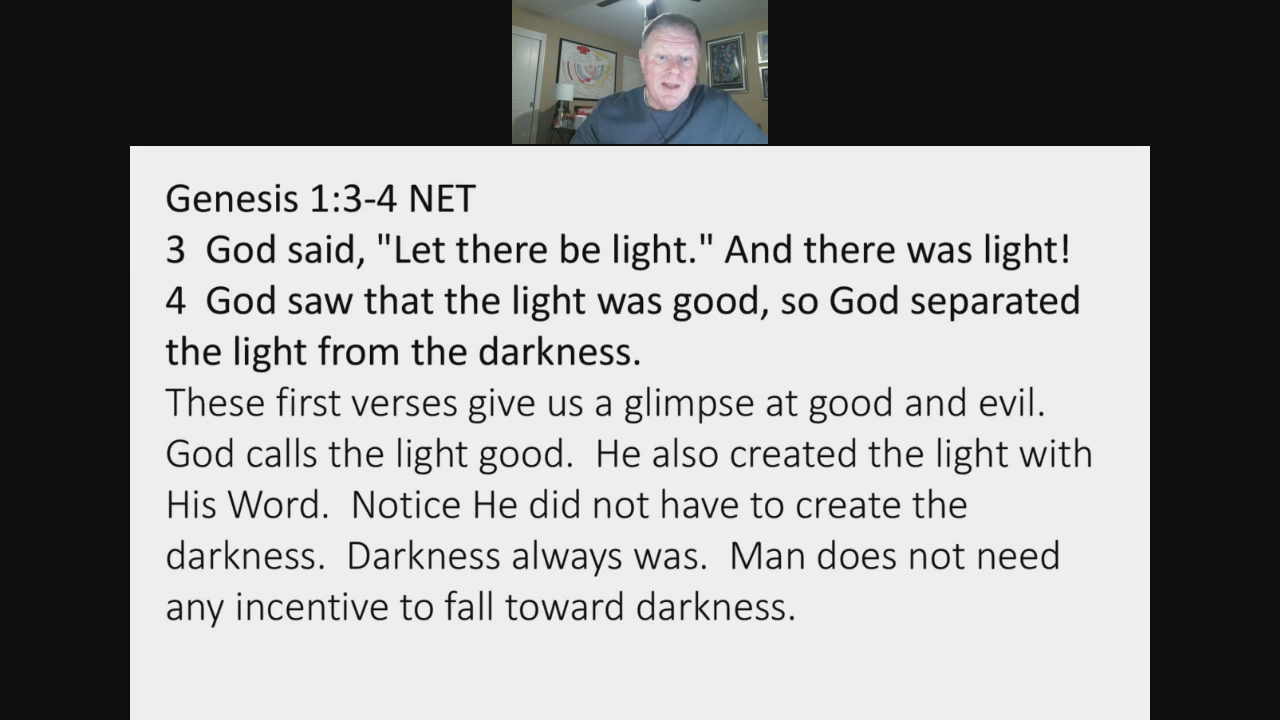 Genesis 1:3-4 NET
3  God said, "Let there be light." And there was light!
4  God saw that the light was good, so God separated
the light from the darkness.
These first verses give us a glimpse at good and evil.
God calls the light good.  He also created the light with
His Word.  Notice He did not have to create the
darkness.  Darkness always was.  Man does not need
any incentive to fall toward darkness.